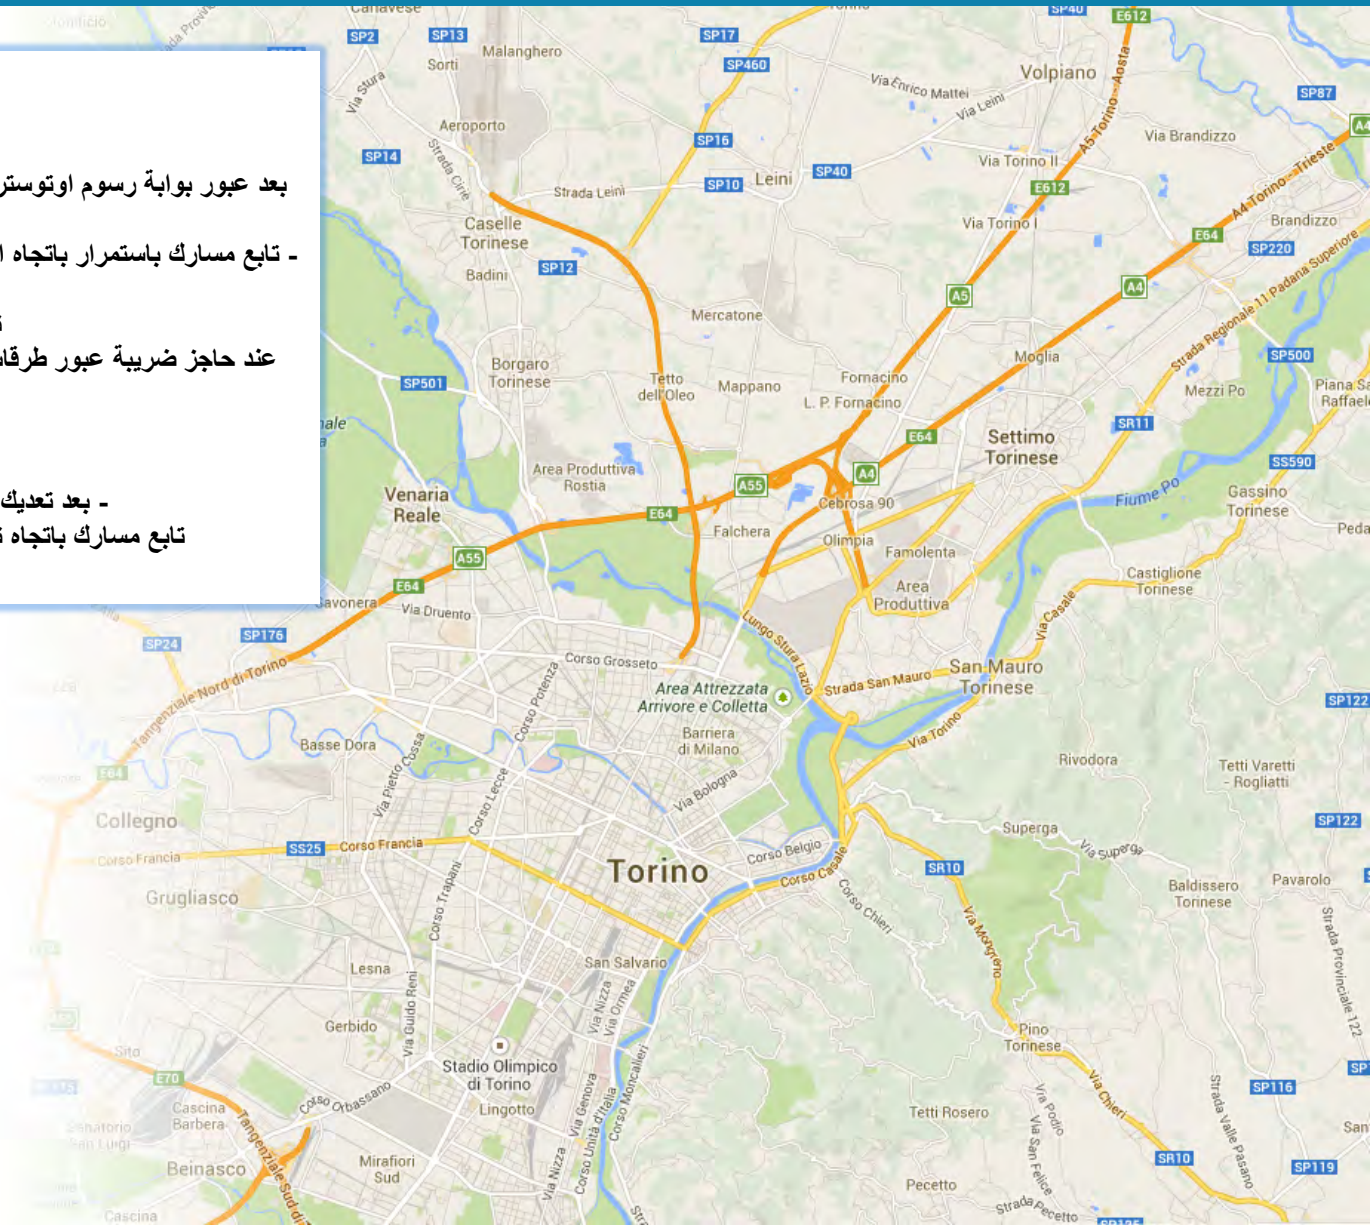 بعد عبور بوابة رسوم
- تابع مسارك باستمرار باتجاه
عند حاجز ضريبة عبور
- بعد تعديك
تابع مسارك باتجاه
Canavese
SP2
SP13
Sorti
Malanghero
SP17
SP460
SP40
E612
Volpiano
Via Enrico Mattei
Via Leini
SP87
A4
Via Stura
Aeroporto
SP14
Strada Ciriè
SP16
SP10
Leini
SP40
Via Torino II
E612
A5 Torino - Aosta
Via Brandizzo
A4 Torino - Trieste
Strada Leini
Caselle
Torinese
Badini
SP12
Via Torino I
E64
SP220
Brandizzo
Mercatone
A5
A4
Strada Regionale 11 Padana Superiore
SP501
Borgaro
Torinese
Tetto
dell'Oleo
Mappano
Fornacino
L. P. Fornacino
Moglia
SP500
Mezzi Po
Piana
SR11
E64
Settimo
Torinese
SS590
Area Produttiva
Rostia
A55
A4
Cebrosa 90
Fiume Po
Gassino
Torinese
Venaria
Reale
E64
Falchera
Olimpia
Famolenta
A55
E64
Area
Produttiva
Castiglione
Torinese
Savonera
Via Druento
Lungo Stura Lazio
Via Casale
SP24
SP176
Tangenziale Nord di Torino
Corso Grosseto
Corso Potenza
Area Attrezzata
Arrivore e Colletta
Strada San Mauro
San Mauro
Torinese
SP122
Basse Dora
Via Pietro Cossa
Corso Lecce
Barriera
di Milano
Via Torino
Rivodora
Tetti Varetti
- Rogliatti
E64
Via Bologna
Collegno
Corso Francia
SS25
Corso Francia
Superga
Via Superga
SP122
Torino
Corso Belgio
Corso Casale
SR10
Grugliasco
Corso Trapani
Corso Chieri
Via Mongreno
Baldissero
Torinese
Pavarolo
Strada Provinciale 122
Lesna
San Salvario
Via Guido Reni
Via Nizza
Via Ormea
Gerbido
Stadio Olimpico
di Torino
Pino
Torinese
Sito
E70
Corso Orbassano
Lingotto
Via Genova
Corso Unità d'Italia
Corso Moncalieri
Cascina
Barbera
Tetti Rosero
Via Podio
Via San Felice
Via Chieri
SP116
Strada Valle Pasano
Beinasco
Tangenziale Sud di
Mirafiori
Sud
Via Nizza
Pecetto
SR10
SP119
Cascina
Strada Pecetto